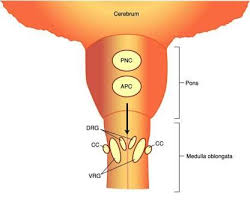 Cerebrum
PNC
Pons
APC
DRG
CC
CC
Medulla oblongata
VRG